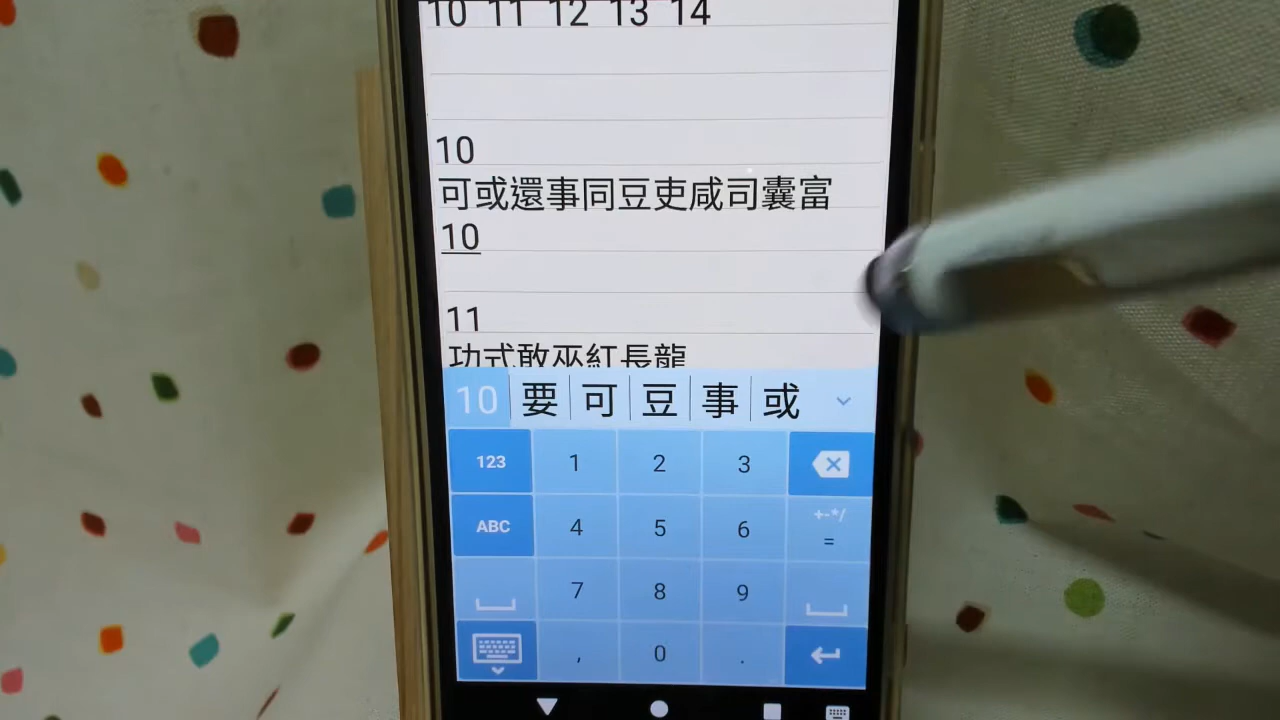 10 11 12 13 14
10
可或還事同豆吏咸司囊富
10
11
功式敢巫紅長龍
10 要 可 豆 事 或
123 1 2 3
ABC 4 5 6 +-*/ =
7 8 9
, 0 .